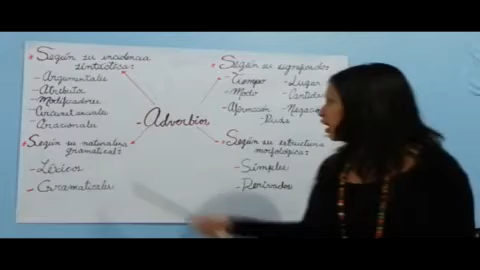 * Según su incidencia
sintáctica:
- Argumentales
- Atributos
- Modificadores
- Circunstanciales
- Oracionales
* Según su naturaleza
gramatical:
- Léxicos
- Gramaticales
- Adverbios
* Según su significados
- Tiempo - Lugar
- Modo - Cantidad
- Afirmación - Negación
- Duda
* Según su estructura
morfológica:
- Simples
- Derivados